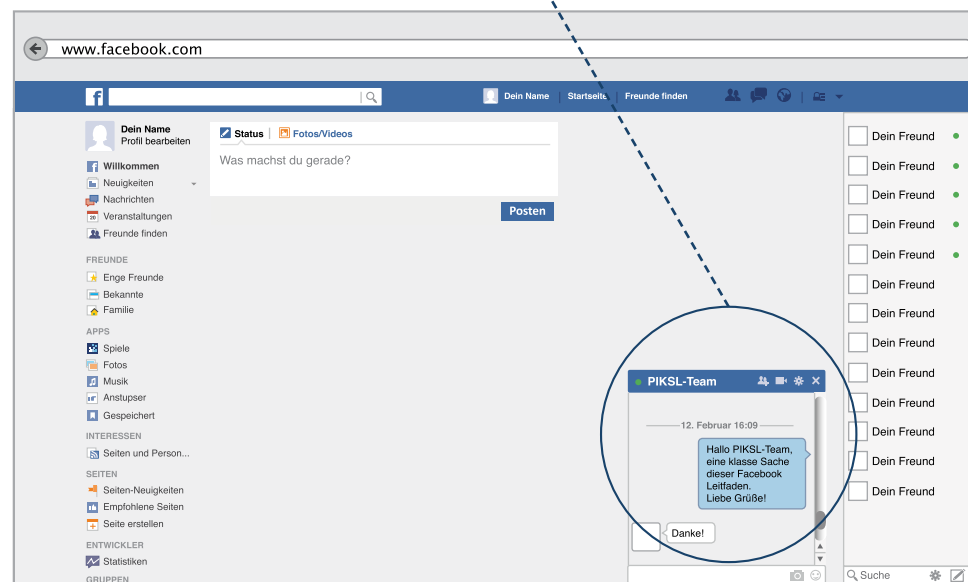 www.facebook.com
f
Dein Name
Startseite
Freunde finden
Dein Name
Profil bearbeiten
Willkommen
Neuigkeiten
Nachrichten
20
Veranstaltungen
Freunde finden
FREUNDE
Enge Freunde
Bekannte
Familie
APPS
Spiele
Fotos
Musik
Anstupser
Gespeichert
INTERESSEN
Seiten und Person...
SEITEN
Seiten-Neuigkeiten
Empfohlene Seiten
Seite erstellen
ENTWICKLER
Statistiken
GRUPPEN
Status
Fotos/Videos
Was machst du gerade?
Posten
PIKSL-Team
12. Februar 16:09
Hallo PIKSL-Team,
eine klasse Sache
dieser Facebook
Leitfaden.
Liebe Grüße!
Danke!
Dein Freund
Dein Freund
Dein Freund
Dein Freund
Dein Freund
Dein Freund
Dein Freund
Dein Freund
Dein Freund
Dein Freund
Dein Freund
Dein Freund
Dein Freund
Suche